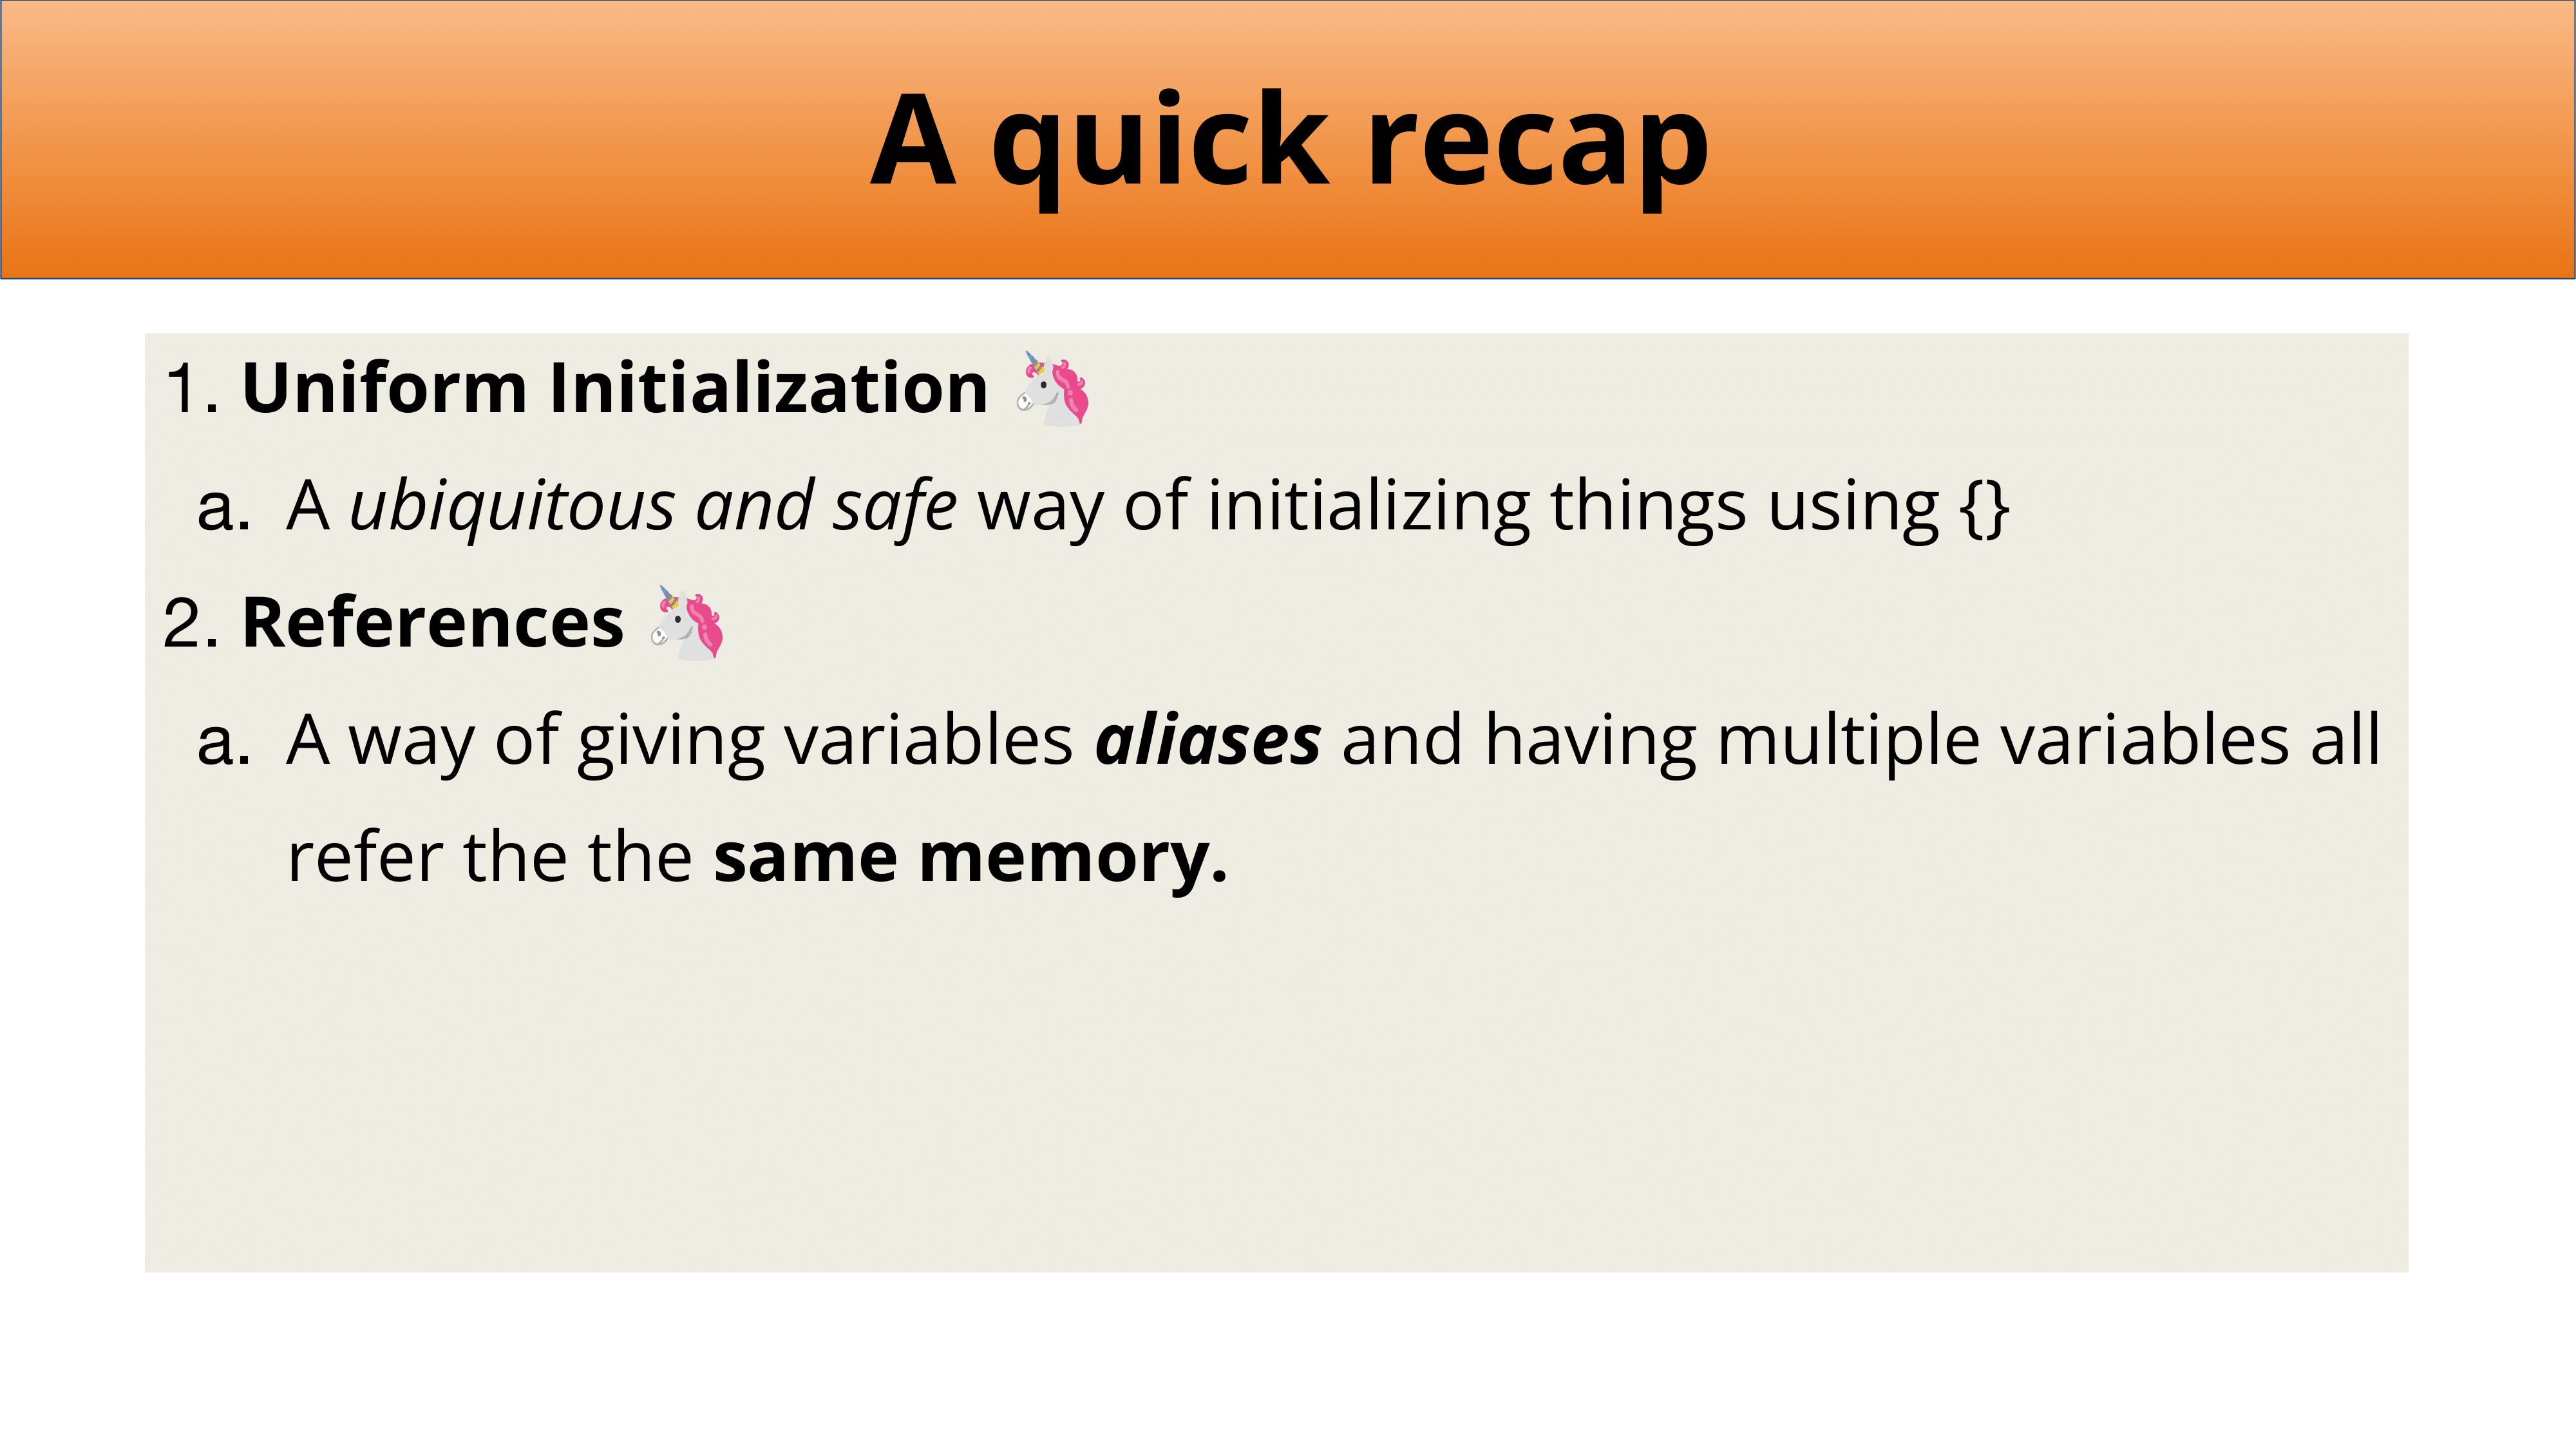 A quick recap
1. Uniform Initialization 🦄
a. A ubiquitous and safe way of initializing things using {}
2. References 🦄
a. A way of giving variables aliases and having multiple variables all
refer the the same memory.